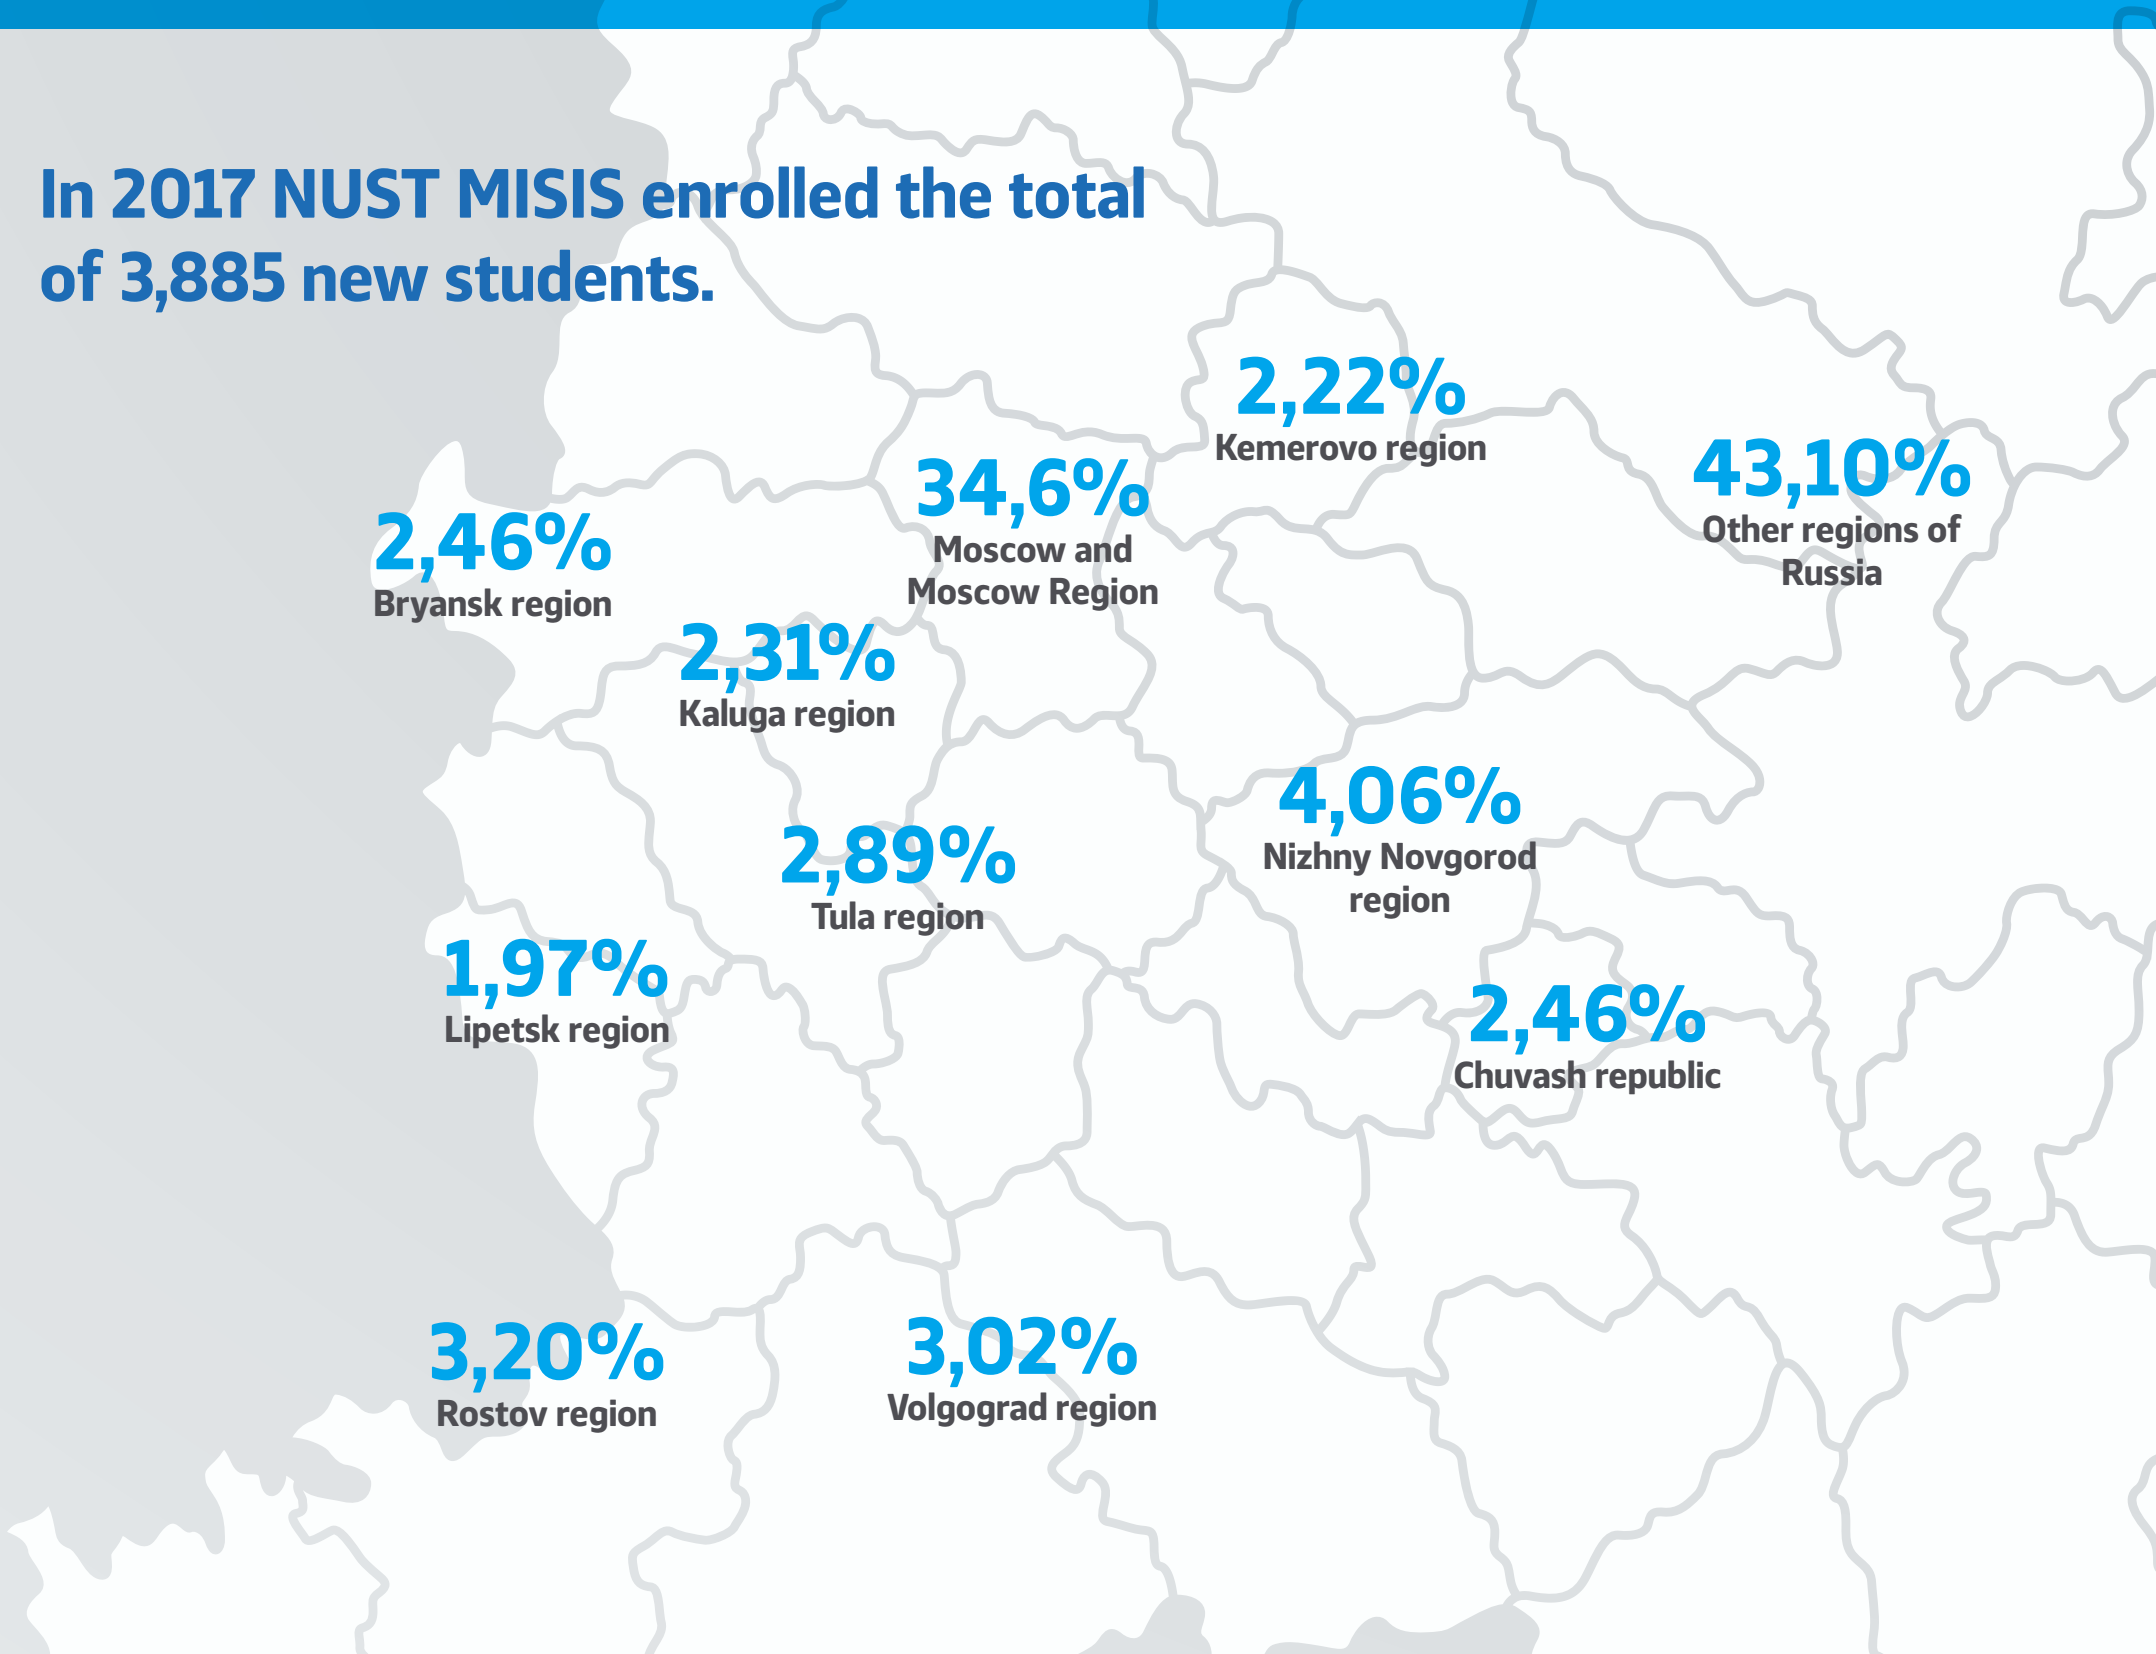 In 2017 NUST MISIS enrolled the total
of 3,885 new students.
2,22%
Kemerovo region
43,10%
Other regions of
Russia
34,6%
Moscow and
Moscow Region
2,46%
Bryansk region
2,31%
Kaluga region
4,06%
Nizhny Novgorod
region
2,89%
Tula region
1,97%
Lipetsk region
2,46%
Chuvash republic
3,20%
Rostov region
3,02%
Volgograd region